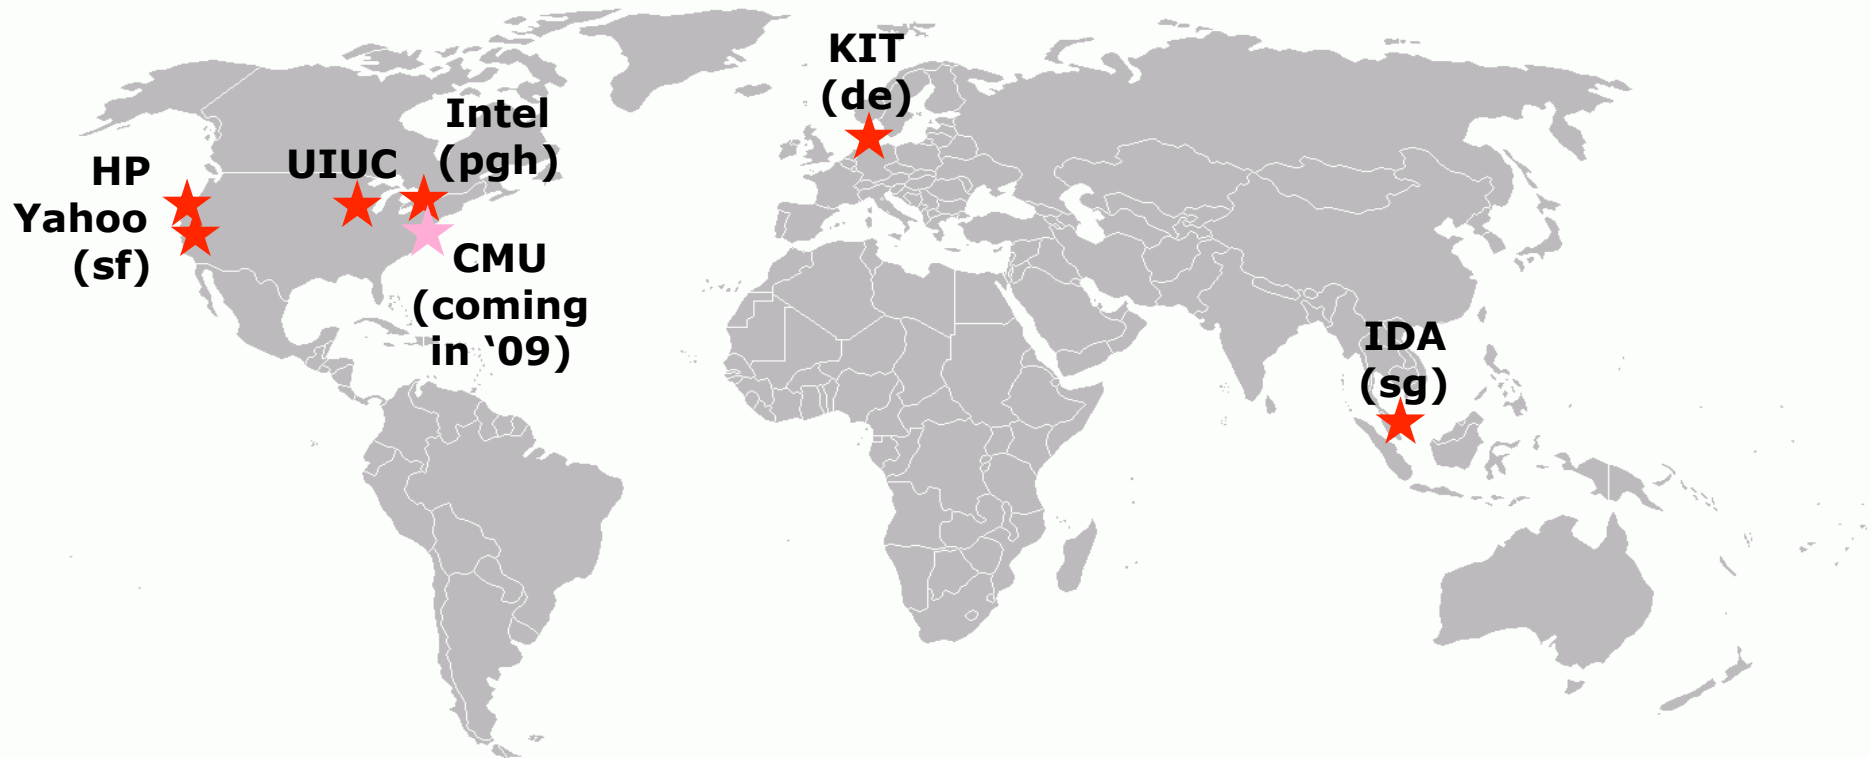 KIT
(de)
Intel
(pgh)
UIUC
HP
Yahoo
(sf)
CMU
(coming
in ‘09)
IDA
(sg)